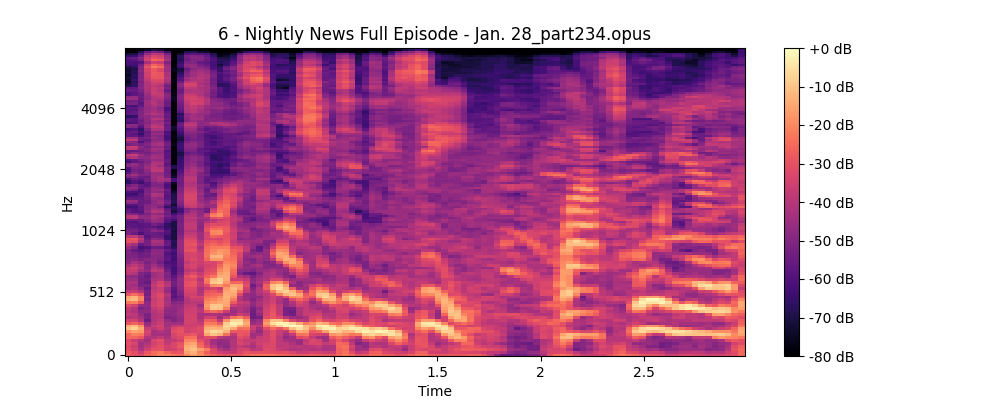 6 - Nightly News Full Episode - Jan. 28_part234.opus
4096
2048
1024
512
0
Hz
0
0.5
1
1.5
2
2.5
Time
+0 dB
-10 dB
-20 dB
-30 dB
-40 dB
-50 dB
-60 dB
-70 dB
-80 dB